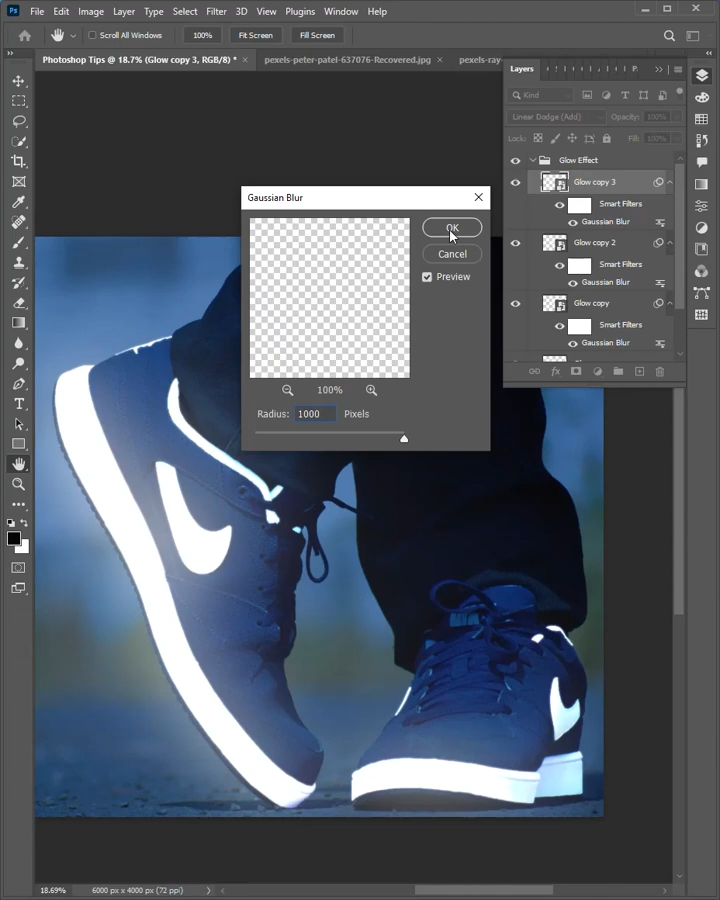 Ps File Edit Image Layer Type Select Filter 3D View Plugins Window Help
Scroll All Windows 100% Fit Screen Fill Screen
Photoshop Tips @ 18.7% (Glow copy 3, RGB/8) * × pexels-peter-patel-637076-Recovered.jpg × pexels-ray
Layers
Kind
Linear Dodge (Add) Opacity: 100%
Lock: Fill: 100%
Glow Effect
Glow copy 3
Smart Filters
Gaussian Blur
Glow copy 2
Smart Filters
Gaussian Blur
Glow copy
Smart Filters
Gaussian Blur
fx
Gaussian Blur
OK
Cancel
Preview
100%
Radius: 1000 Pixels
18.69% 6000 px x 4000 px (72 ppi)